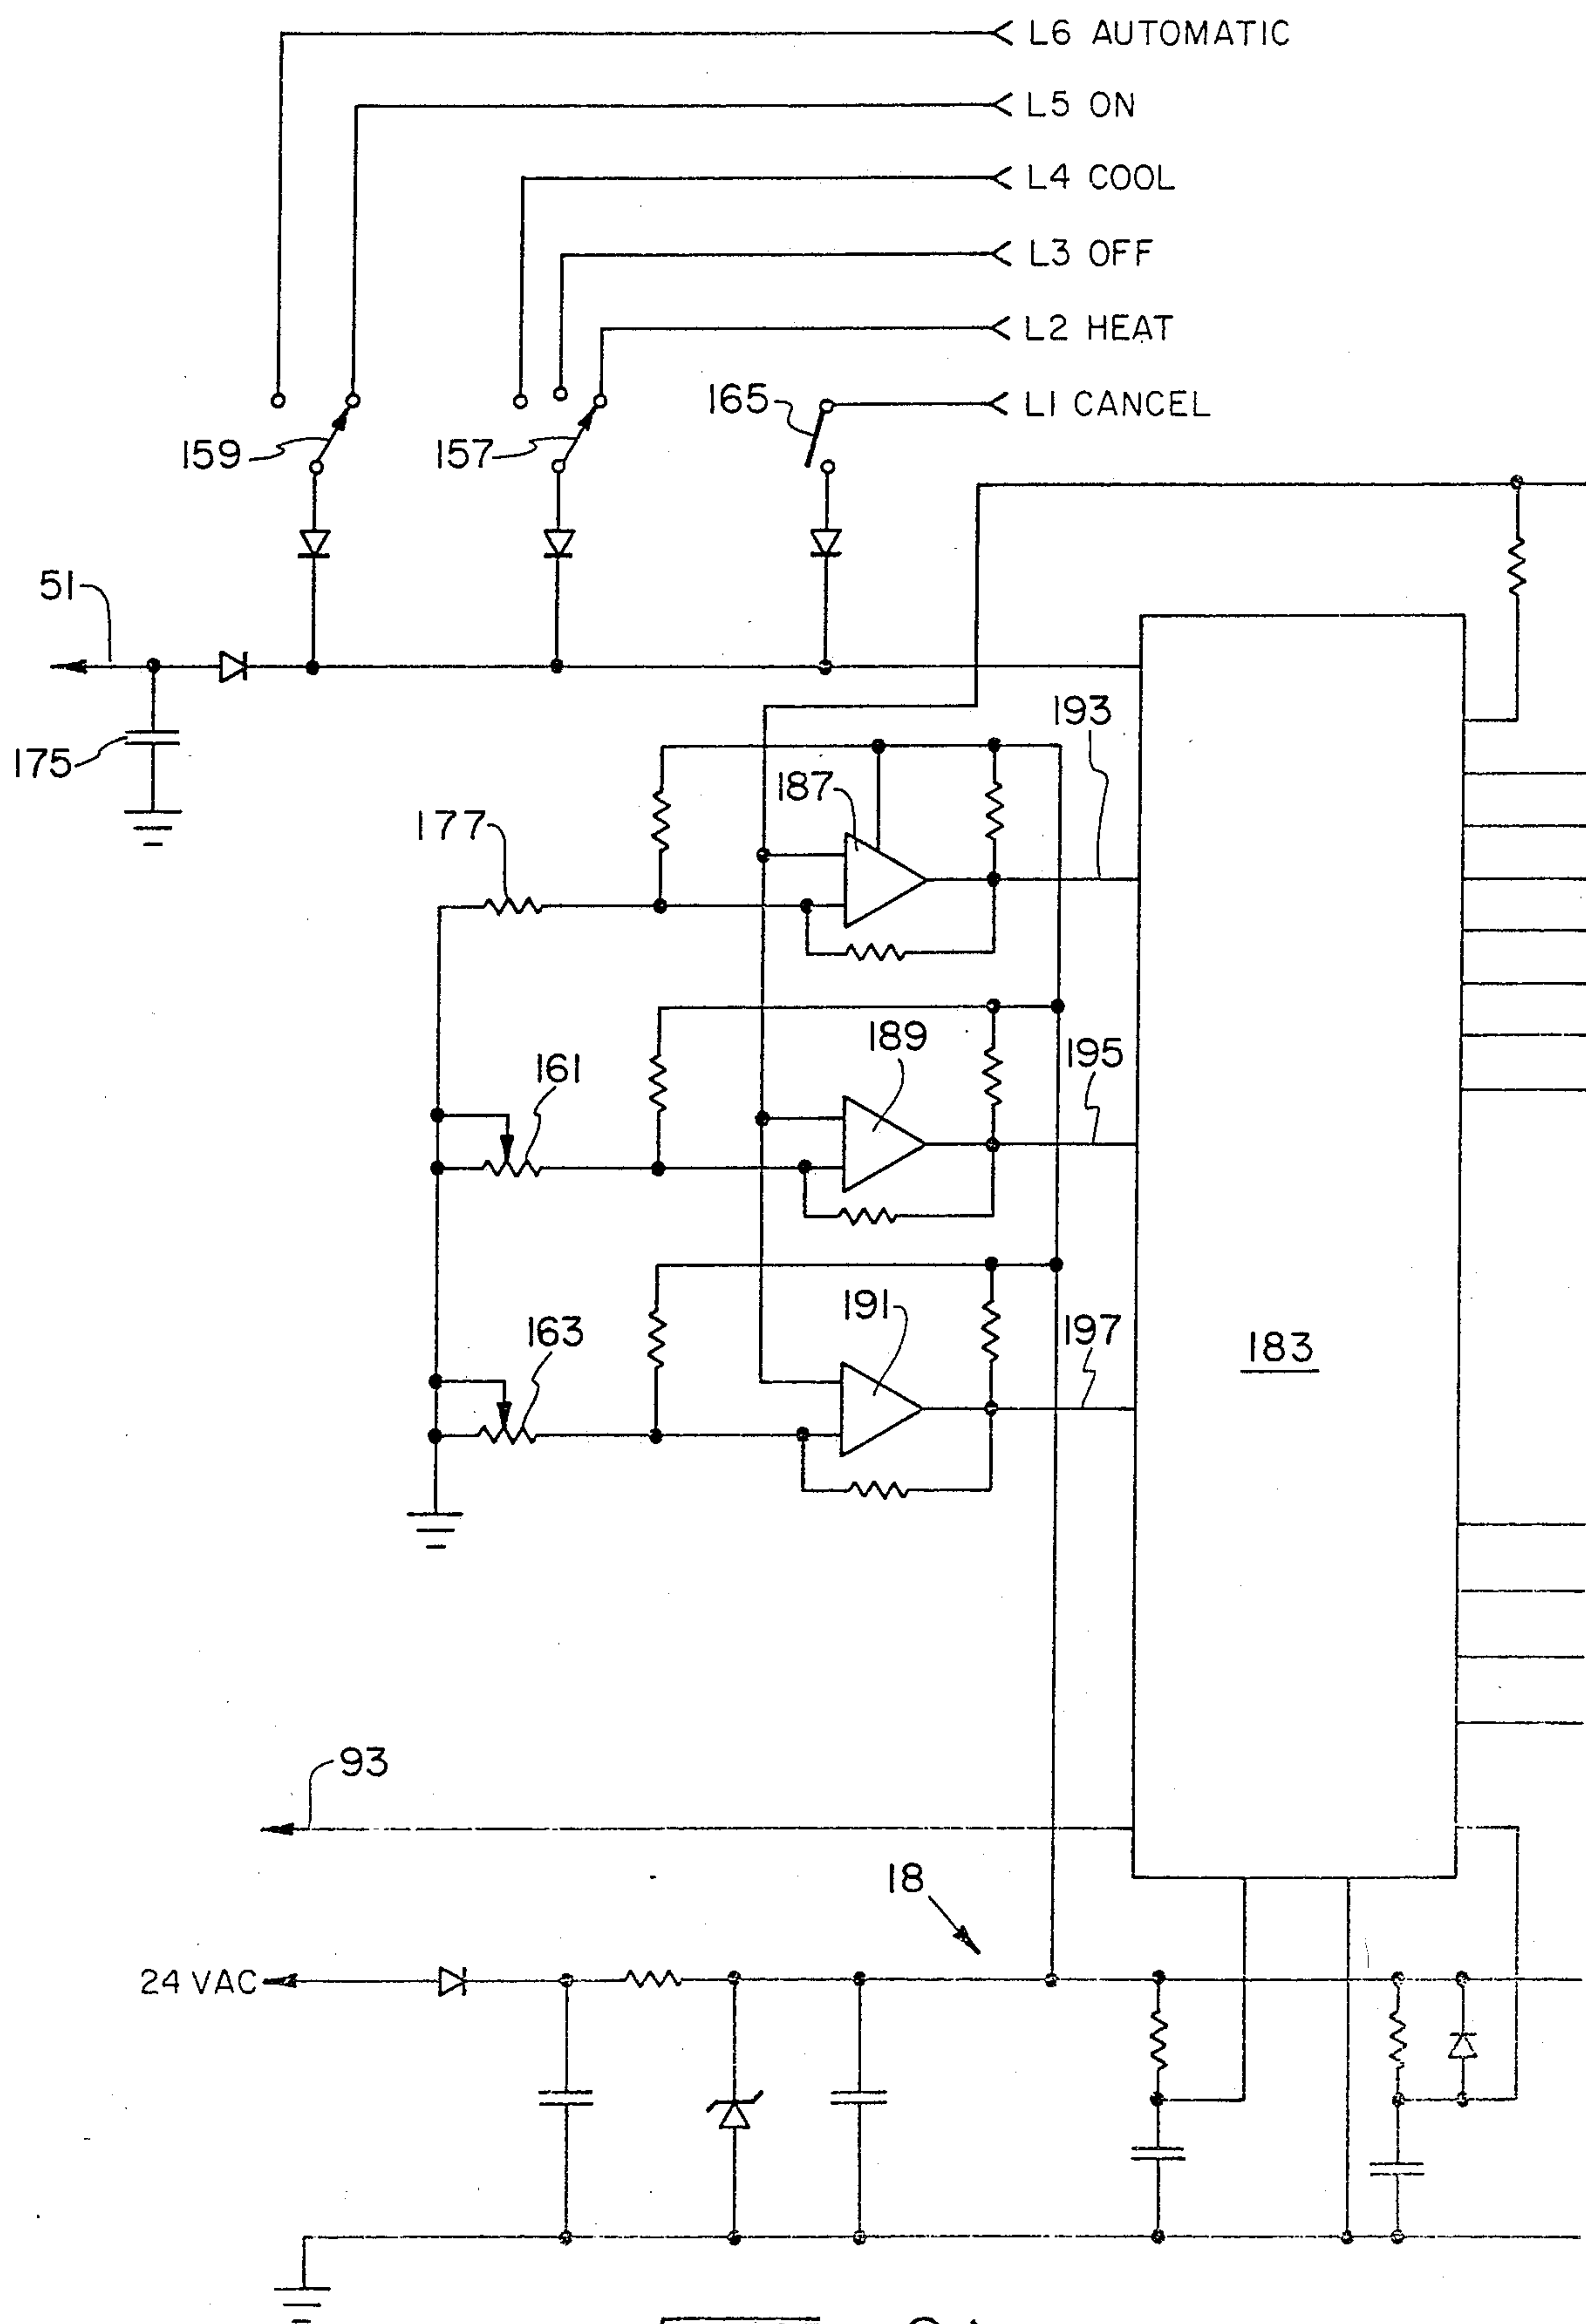 L6 AUTOMATIC
L5 ON
L4 COOL
L3 OFF
L2 HEAT
165
L1 CANCEL
159
157
51
193
175
187
177
189
195
161
191
197
163
183
93
18
24 VAC